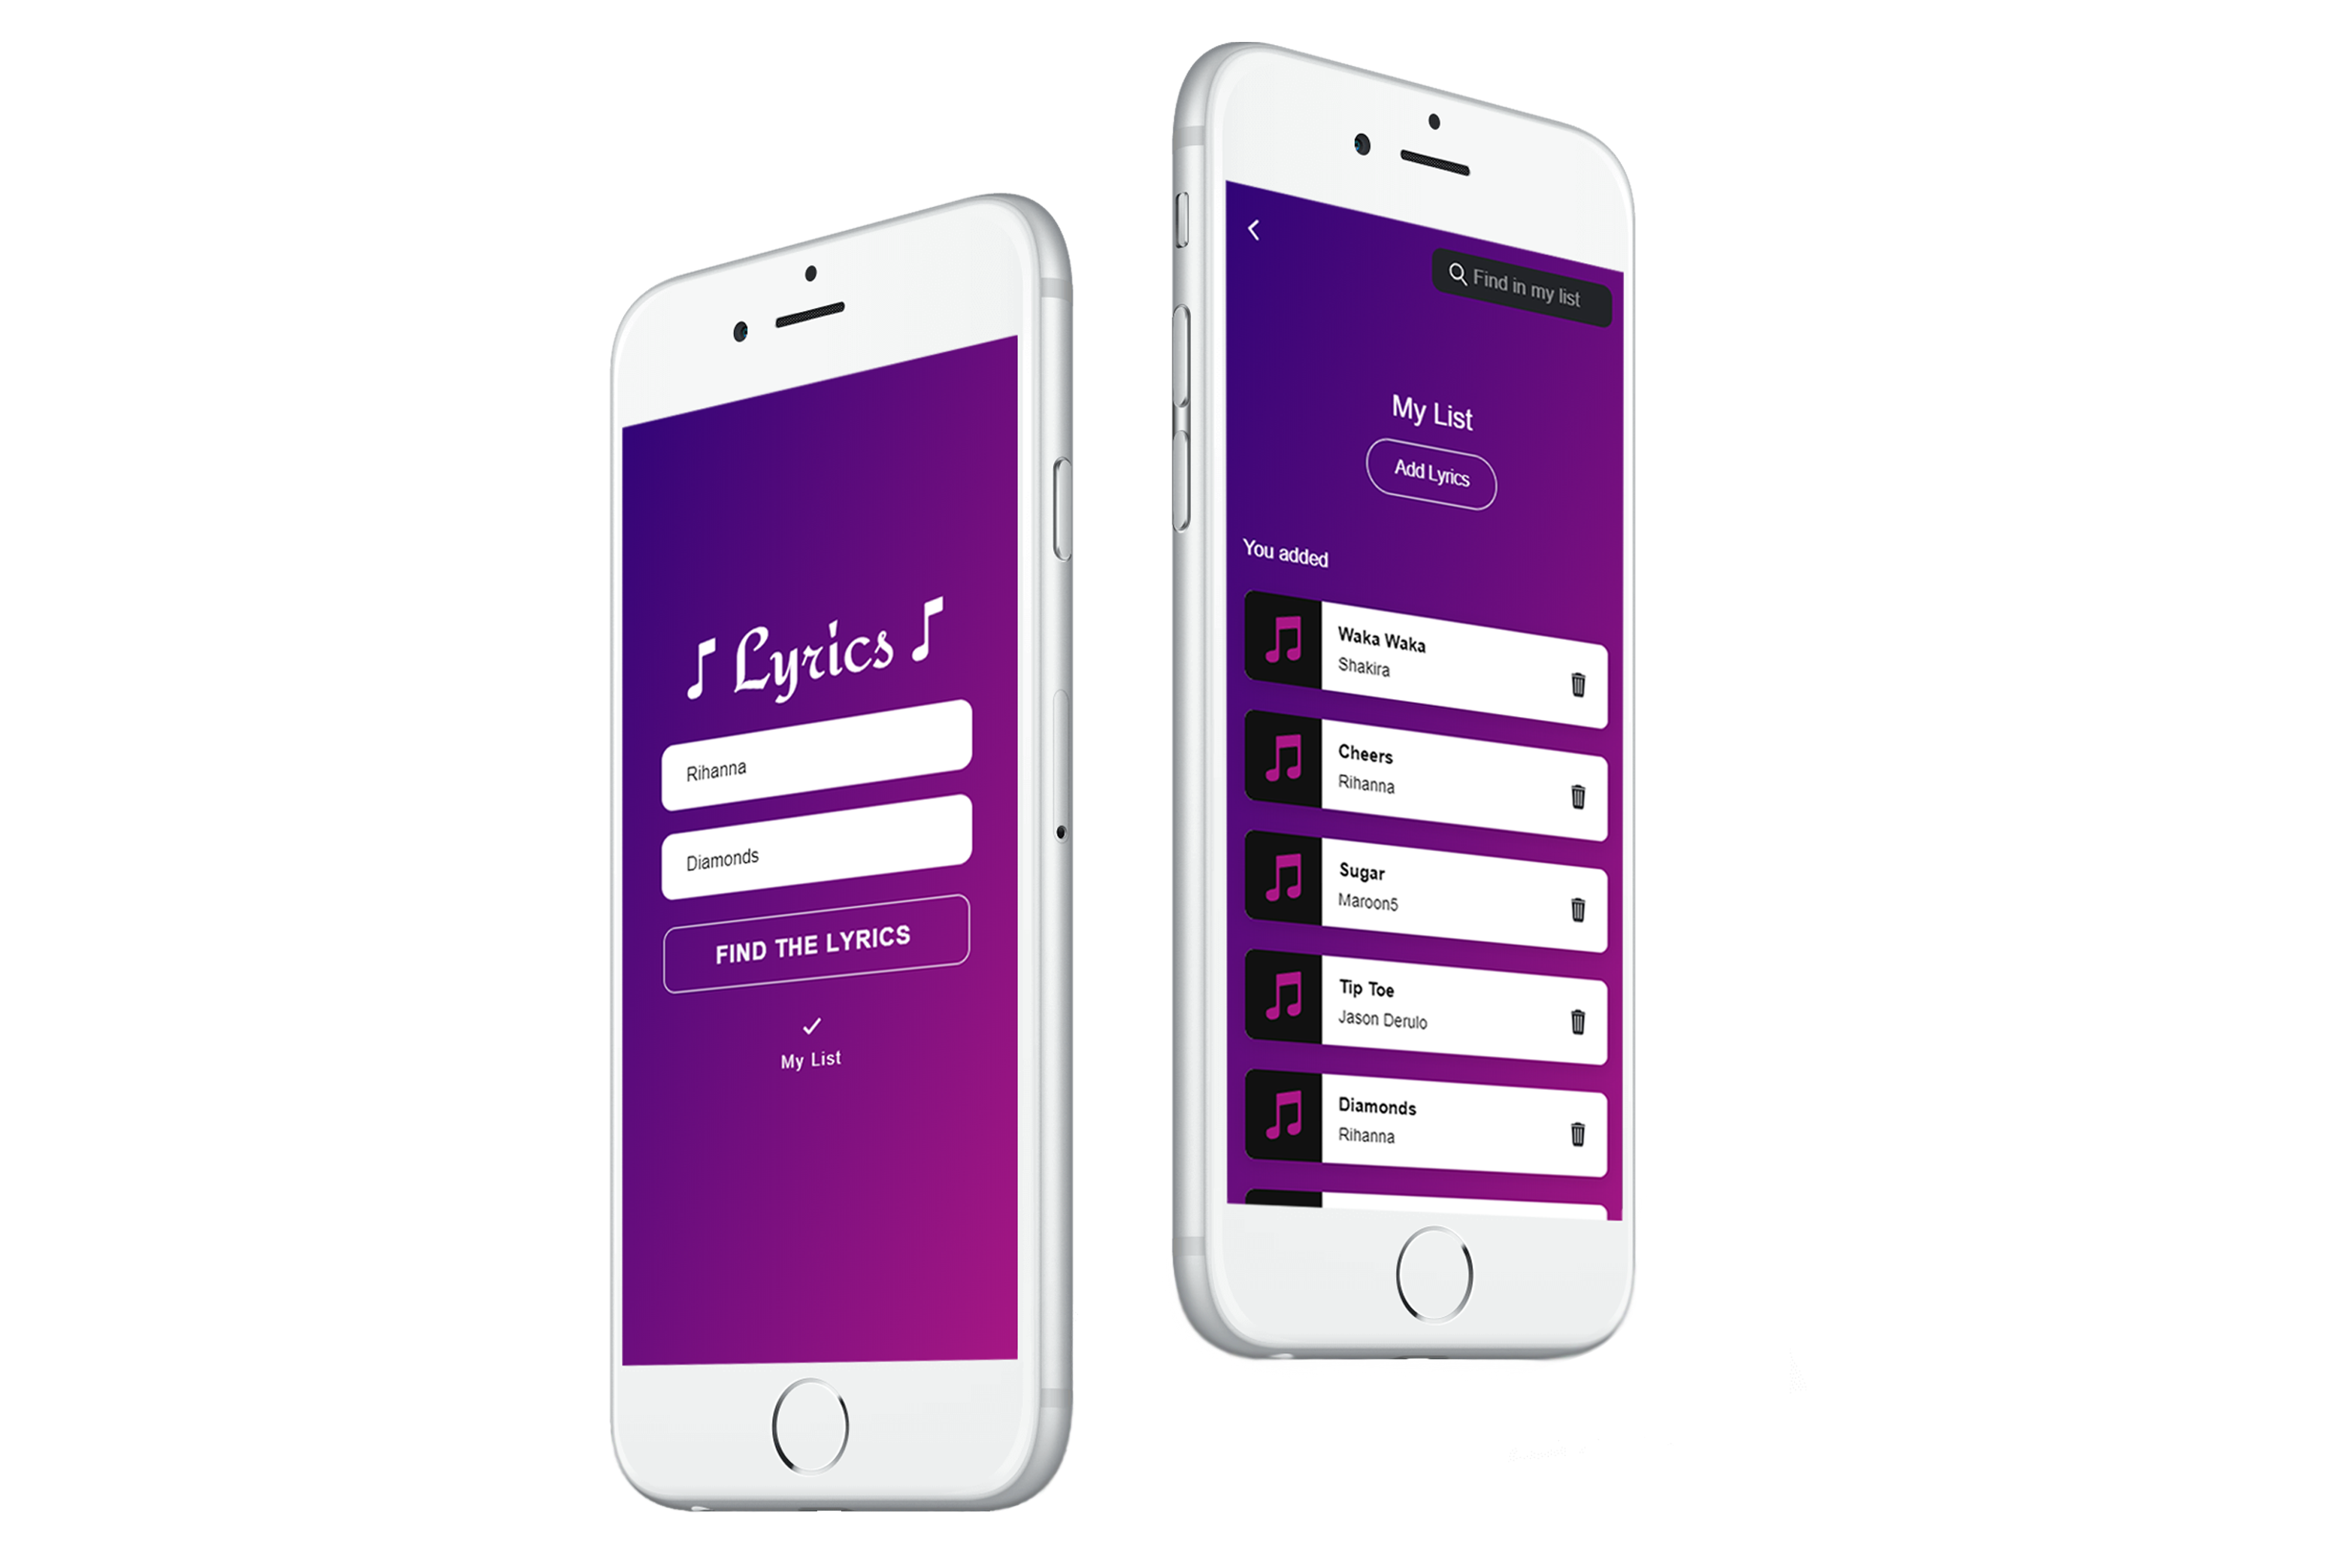 Lyrics
Rihanna
Diamonds
FIND THE LYRICS
My List
Find in my list
My List
Add Lyrics
You added
Waka Waka
Shakira
Cheers
Rihanna
Sugar
Maroon5
Tip Toe
Jason Derulo
Diamonds
Rihanna